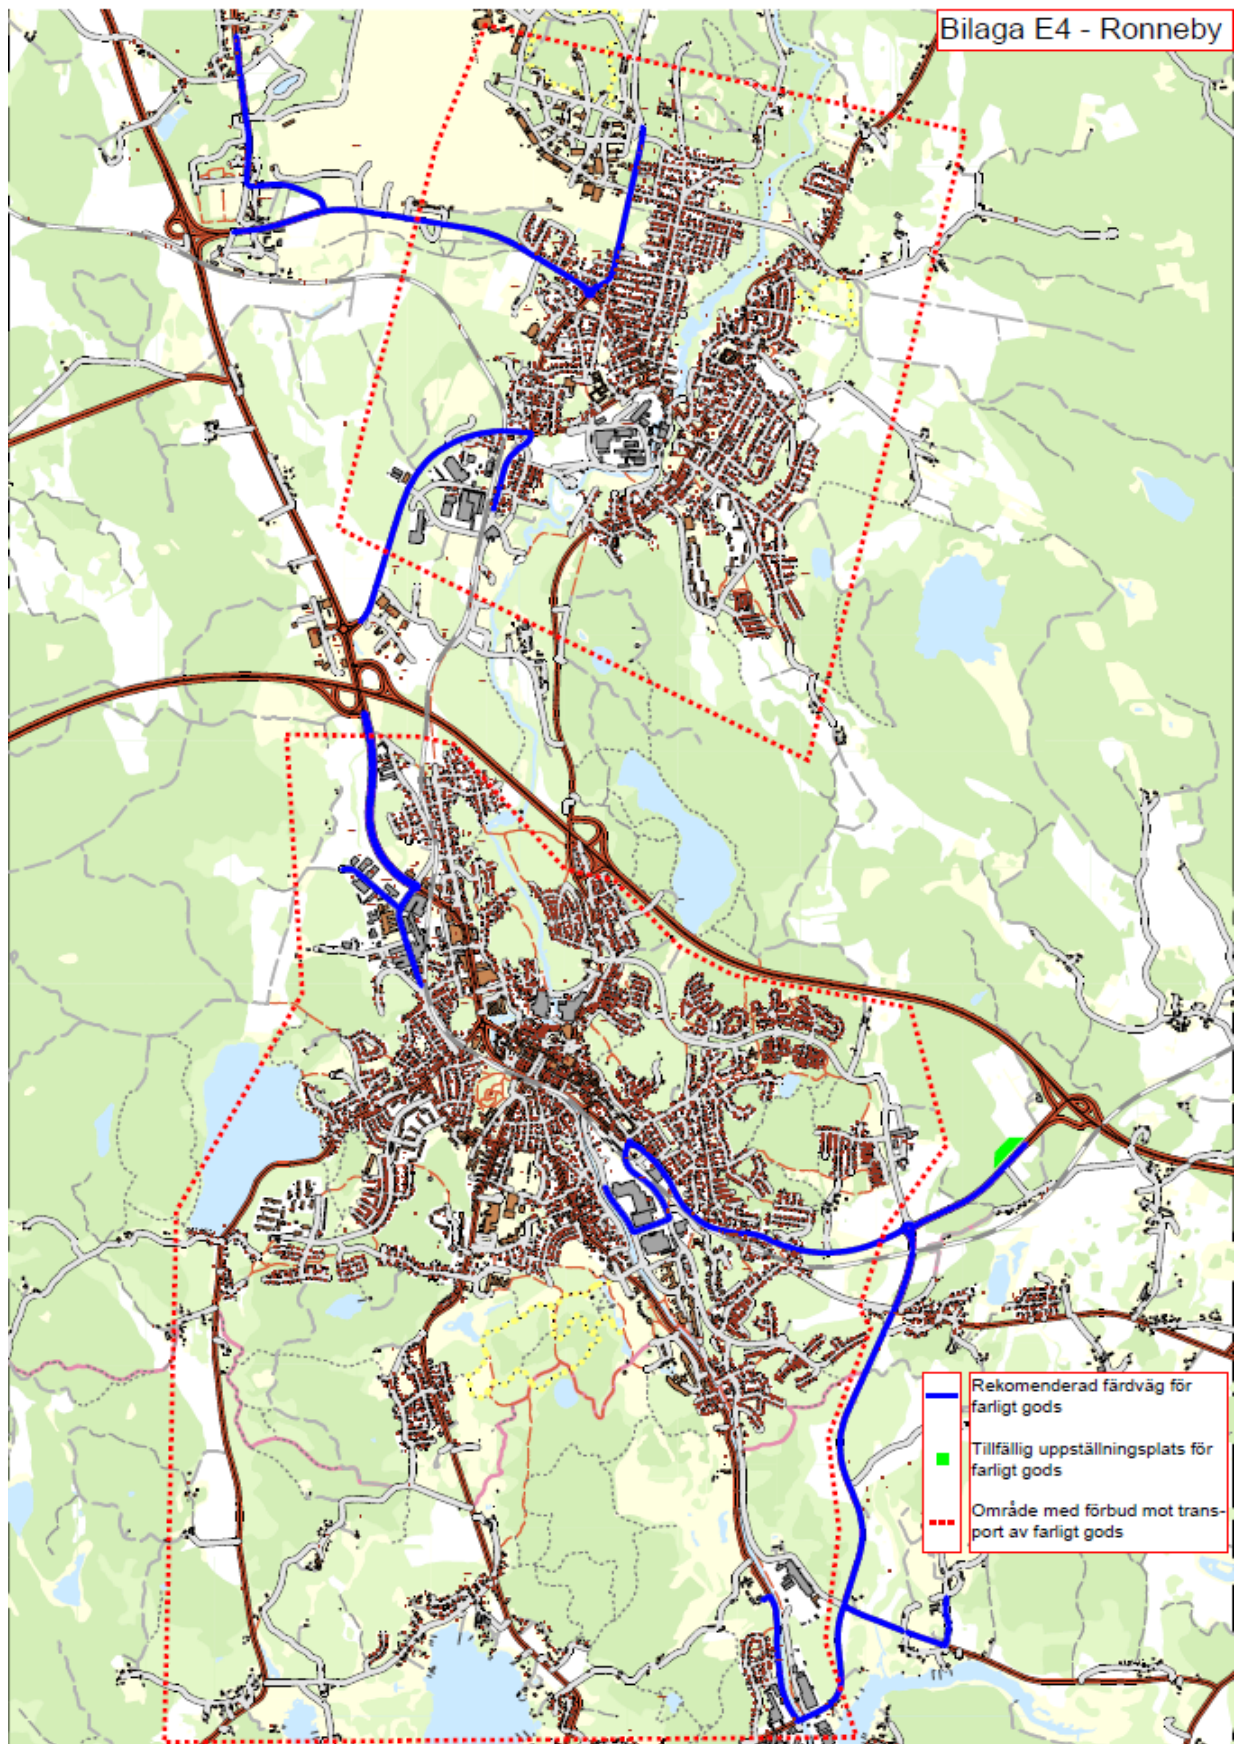 Bilaga E4 - Ronneby
Rekomenderad färdväg för
farligt gods
Tillfällig uppställningsplats för
farligt gods
Område med förbud mot trans-
port av farligt gods